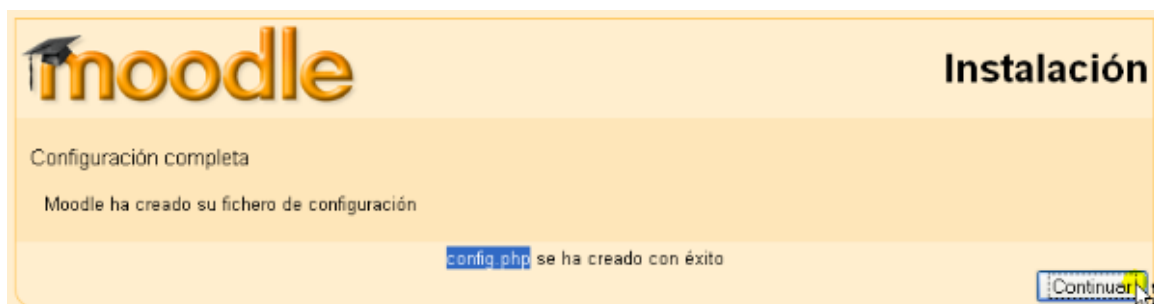 moodle
Instalación
Configuración completa
Moodle ha creado su fichero de configuración
config.php se ha creado con éxito
Continuar